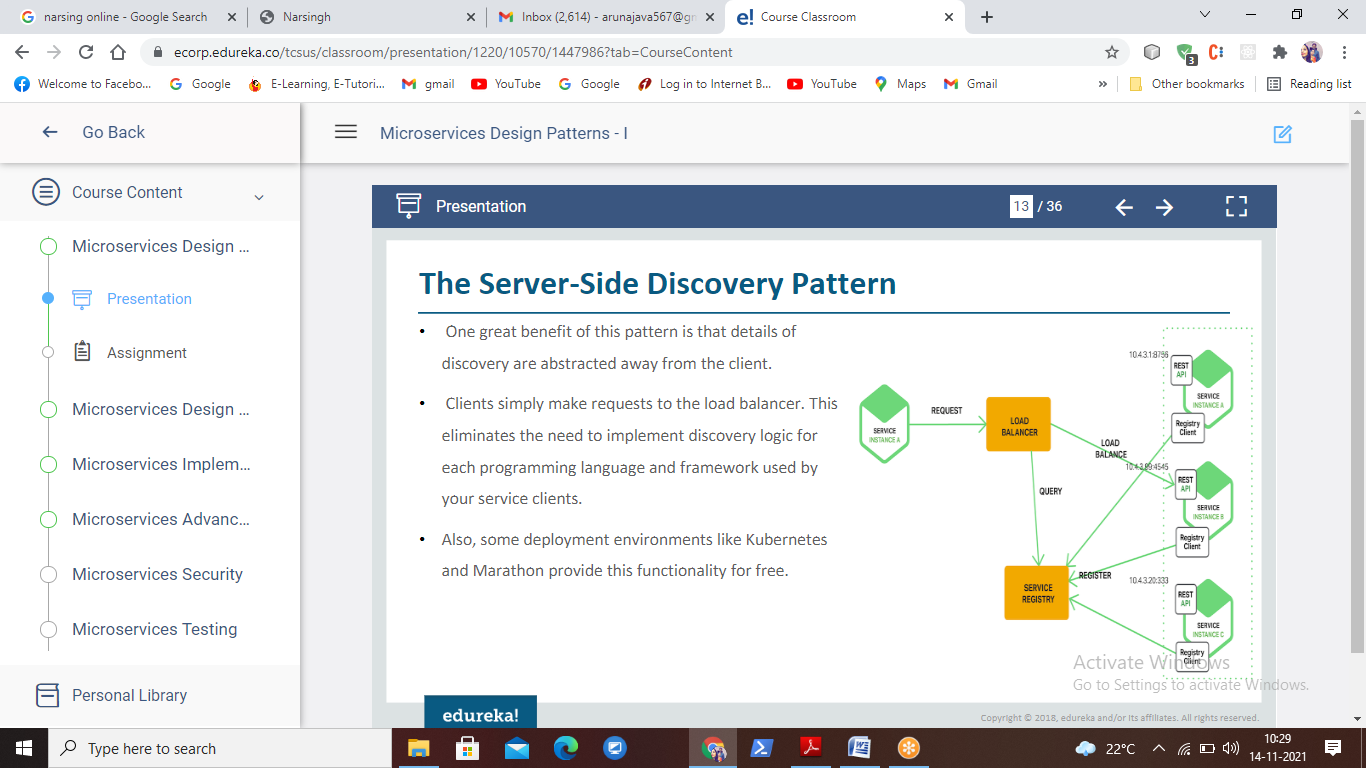 narsing online - Google Search
Narsingh
Inbox (2,614) - arunajava567@gm
Course Classroom
ecorp.edureka.co/tcsus/classroom/presentation/1220/10570/1447986?tab=CourseContent
3
Welcome to Facebo...
Google
E-Learning, E-Tutori...
gmail
YouTube
Google
Log in to Internet B...
YouTube
Maps
Gmail
»
Other bookmarks
Reading list
Go Back
Microservices Design Patterns - I
Course Content
Microservices Design ...
Presentation
Assignment
Microservices Design ...
Microservices Implem...
Microservices Advanc...
Microservices Security
Microservices Testing
Personal Library
Presentation
13 / 36
The Server-Side Discovery Pattern
• One great benefit of this pattern is that details of
discovery are abstracted away from the client.
• Clients simply make requests to the load balancer. This
eliminates the need to implement discovery logic for
each programming language and framework used by
your service clients.
• Also, some deployment environments like Kubernetes
and Marathon provide this functionality for free.
SERVICE
INSTANCE A
REQUEST
LOAD
BALANCER
LOAD
BALANCE
QUERY
SERVICE
REGISTRY
REGISTER
10.4.3.1:8756
REST
API
SERVICE
INSTANCE A
Registry
Client
10.4.3.99:4545
REST
API
SERVICE
INSTANCE B
Registry
Client
10.4.3.20:333
REST
API
SERVICE
INSTANCE C
Registry
Client
Activate Windows
Go to Settings to activate Windows.
edureka!
Copyright © 2018, edureka and/or its affiliates. All rights reserved.
Type here to search
22°C
10:29
14-11-2021